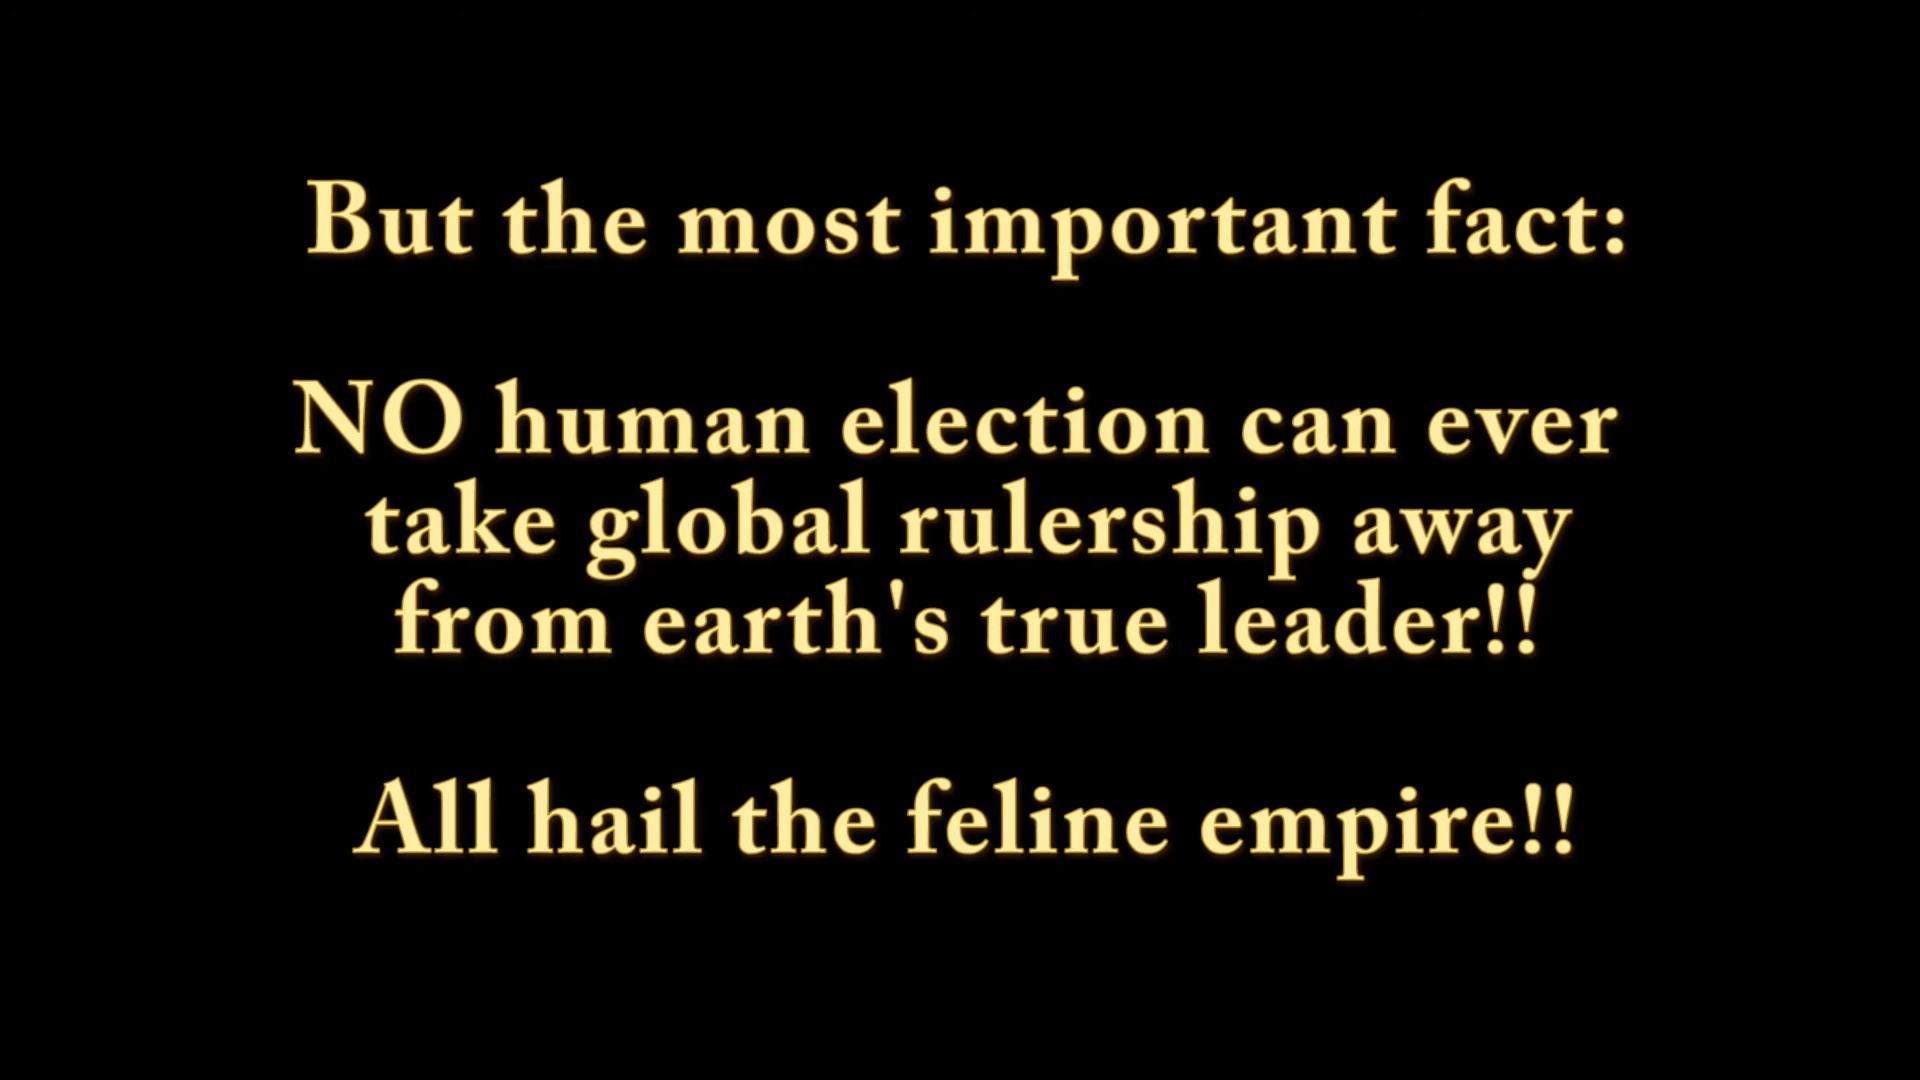 But the most important fact:
NO human election can ever
take global rulership away
from earth's true leader!!
All hail the feline empire!!